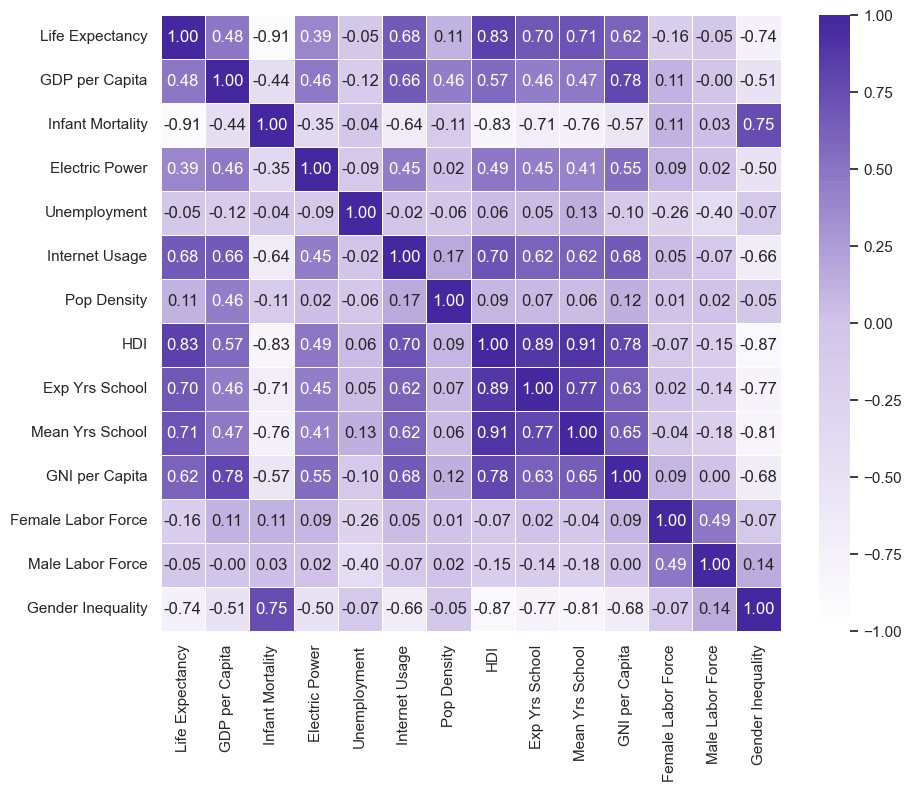 Life Expectancy 1.00 0.48 -0.91 0.39 -0.05 0.68 0.11 0.83 0.70 0.71 0.62 -0.16 -0.05 -0.74
GDP per Capita 0.48 1.00 -0.44 0.46 -0.12 0.66 0.46 0.57 0.46 0.47 0.78 0.11 -0.00 -0.51
Infant Mortality -0.91 -0.44 1.00 -0.35 -0.04 -0.64 -0.11 -0.83 -0.71 -0.76 -0.57 0.11 0.03 0.75
Electric Power 0.39 0.46 -0.35 1.00 -0.09 0.45 0.02 0.49 0.45 0.41 0.55 0.09 0.02 -0.50
Unemployment -0.05 -0.12 -0.04 -0.09 1.00 -0.02 -0.06 0.06 0.05 0.13 -0.10 -0.26 -0.40 -0.07
Internet Usage 0.68 0.66 -0.64 0.45 -0.02 1.00 0.17 0.70 0.62 0.62 0.68 0.05 -0.07 -0.66
Pop Density 0.11 0.46 -0.11 0.02 -0.06 0.17 1.00 0.09 0.07 0.06 0.12 0.01 0.02 -0.05
HDI 0.83 0.57 -0.83 0.49 0.06 0.70 0.09 1.00 0.89 0.91 0.78 -0.07 -0.15 -0.87
Exp Yrs School 0.70 0.46 -0.71 0.45 0.05 0.62 0.07 0.89 1.00 0.77 0.63 0.02 -0.14 -0.77
Mean Yrs School 0.71 0.47 -0.76 0.41 0.13 0.62 0.06 0.91 0.77 1.00 0.65 -0.04 -0.18 -0.81
GNI per Capita 0.62 0.78 -0.57 0.55 -0.10 0.68 0.12 0.78 0.63 0.65 1.00 0.09 0.00 -0.68
Female Labor Force -0.16 0.11 0.11 0.09 -0.26 0.05 0.01 -0.07 0.02 -0.04 0.09 1.00 0.49 -0.07
Male Labor Force -0.05 -0.00 0.03 0.02 -0.40 -0.07 0.02 -0.15 -0.14 -0.18 0.00 0.49 1.00 0.14
Gender Inequality -0.74 -0.51 0.75 -0.50 -0.07 -0.66 -0.05 -0.87 -0.77 -0.81 -0.68 -0.07 0.14 1.00
Life Expectancy
GDP per Capita
Infant Mortality
Electric Power
Unemployment
Internet Usage
Pop Density
HDI
Exp Yrs School
Mean Yrs School
GNI per Capita
Female Labor Force
Male Labor Force
Gender Inequality
1.00
0.75
0.50
0.25
0.00
−0.25
−0.50
−0.75
−1.00